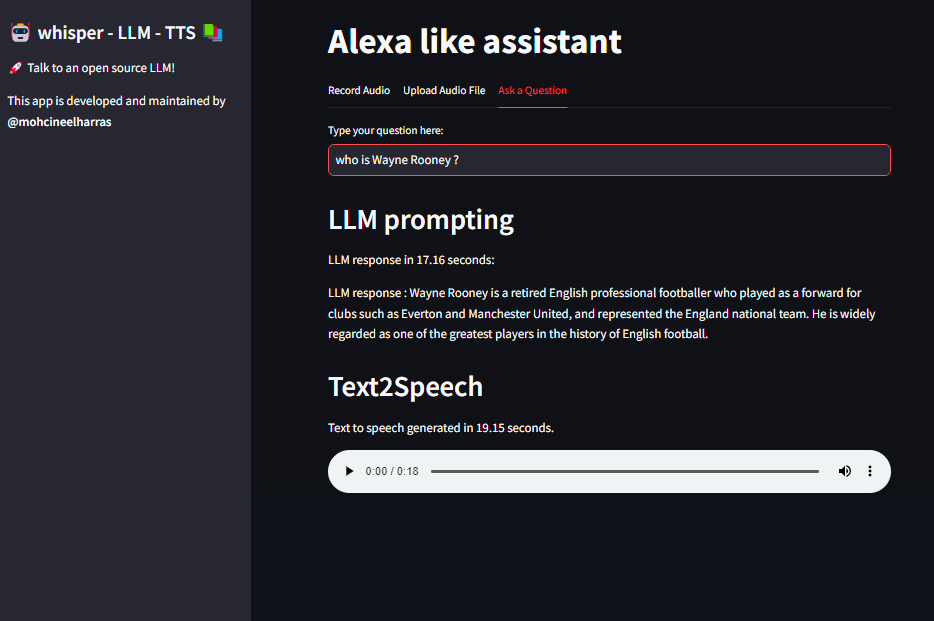 whisper - LLM - TTS
🚀 Talk to an open source LLM!
This app is developed and maintained by
@mohcineelharras
Alexa like assistant
Record Audio Upload Audio File Ask a Question
Type your question here:
who is Wayne Rooney ?
LLM prompting
LLM response in 17.16 seconds:
LLM response : Wayne Rooney is a retired English professional footballer who played as a forward for
clubs such as Everton and Manchester United, and represented the England national team. He is widely
regarded as one of the greatest players in the history of English football.
Text2Speech
Text to speech generated in 19.15 seconds.
0:00 / 0:18